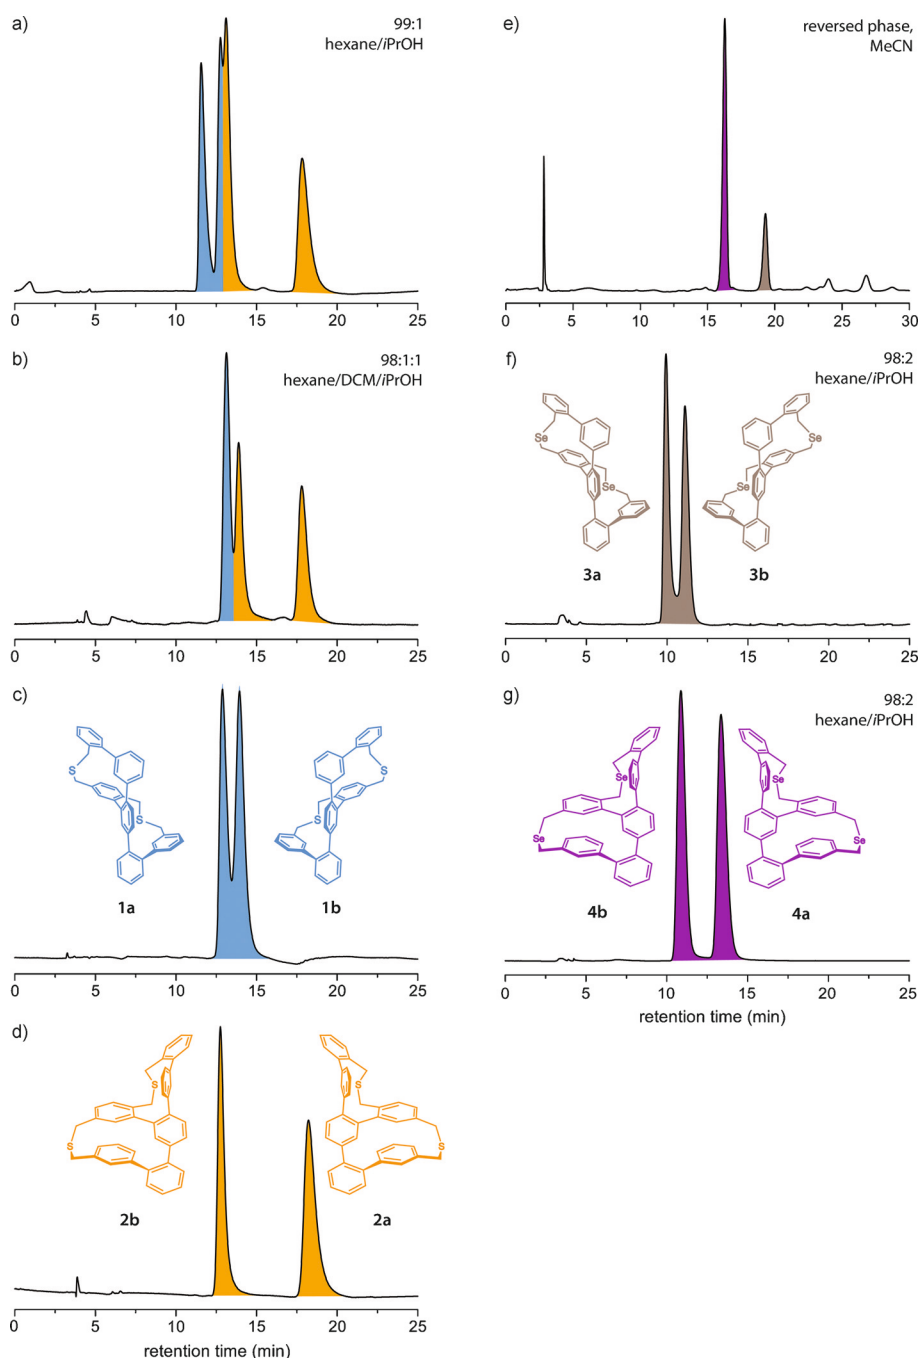 a)
99:1
hexane/iPrOH
0 5 10 15 20 25
b)
98:1:1
hexane/DCM/iPrOH
0 5 10 15 20 25
c)
S
S
S
S
1a
1b
0 5 10 15 20 25
d)
S
S
S
S
2b
2a
0 5 10 15 20 25
retention time (min)
e)
reversed phase,
MeCN
0 5 10 15 20 25 30
f)
98:2
hexane/iPrOH
Se
Se
Se
Se
3a
3b
0 5 10 15 20 25
g)
98:2
hexane/iPrOH
Se
Se
Se
Se
4b
4a
0 5 10 15 20 25
retention time (min)